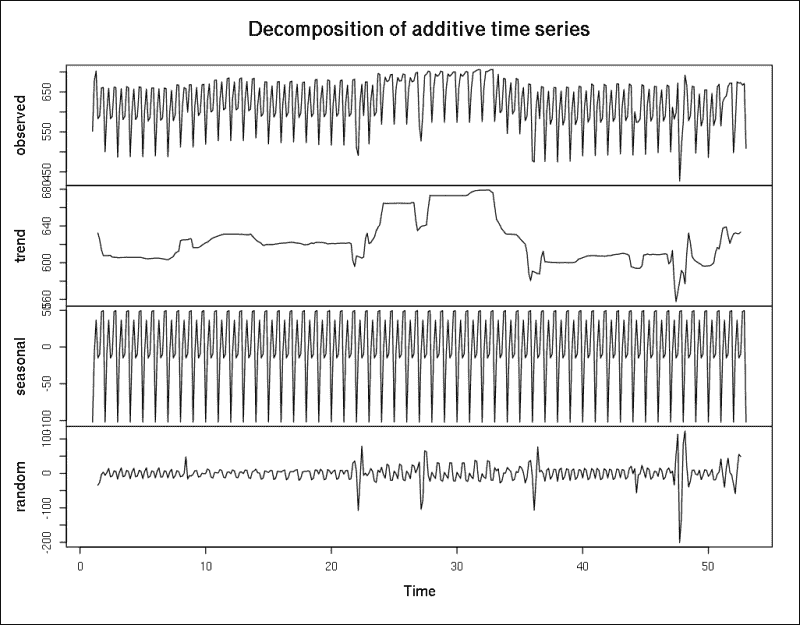 Decomposition of additive time series
observed
450 550 650
trend
560 600 640 680
seasonal
-100 -50 0 50
random
-200 -100 0 100
0 10 20 30 40 50
Time